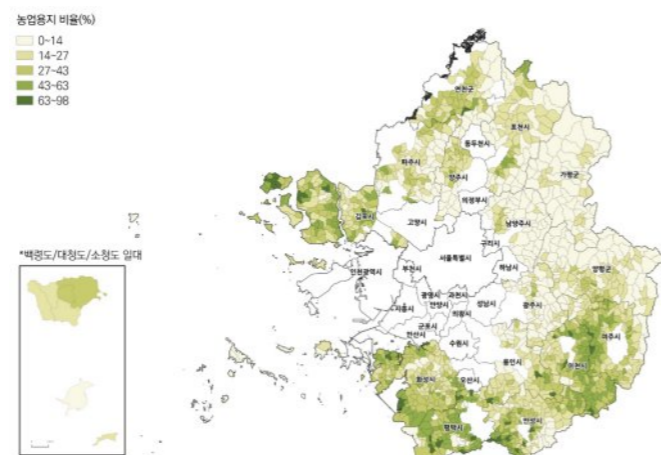 농업용지 비율(%)
0~14
14~27
27~43
43~63
63~98
연천군
포천시
동두천시
가평군
파주시
양주시
의정부시
김포시
고양시
남양주시
구리시
서울특별시
*백령도/대청도/소청도 일대
양평군
인천광역시
부천시
하남시
광명시
과천시
시흥시
안양시
성남시
광주시
의왕시
여주시
군포시
안산시
수원시
용인시
이천시
화성시
오산시
안성시
평택시